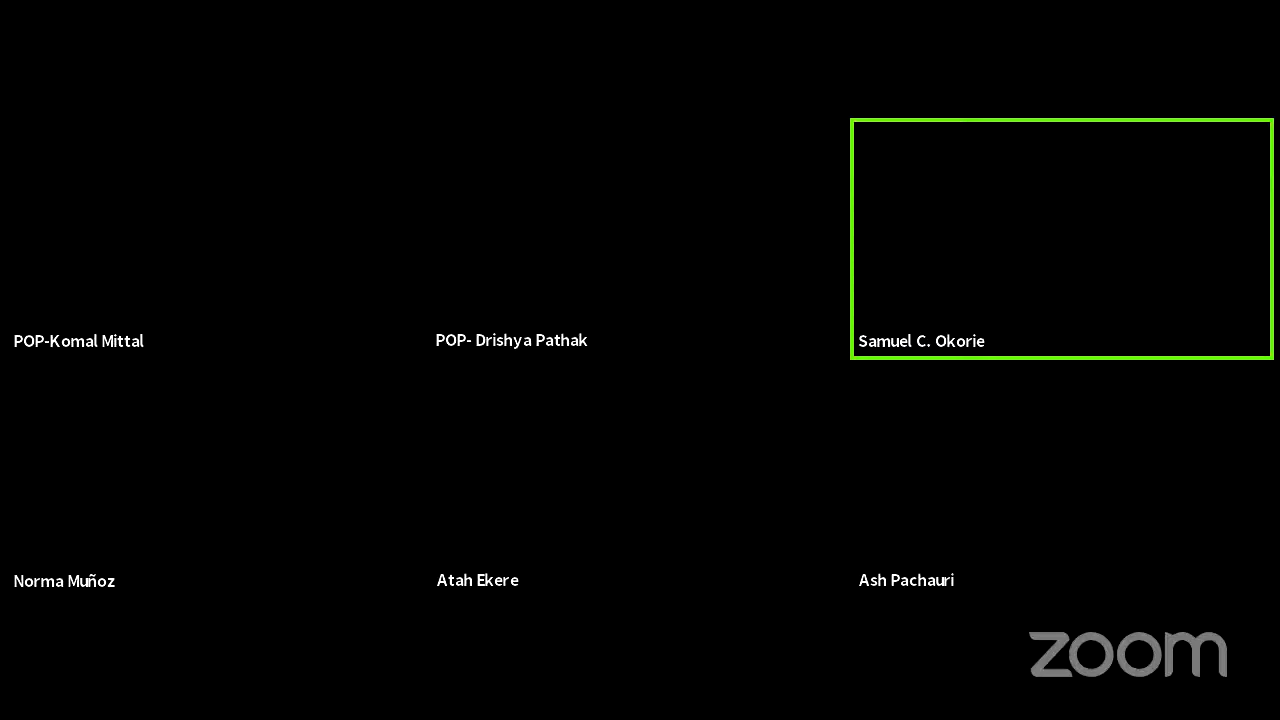 POP-Komal Mittal
POP- Drishya Pathak
Samuel C. Okorie
Norma Muñoz
Atah Ekere
Ash Pachauri
zoom